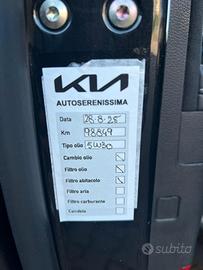 KIA
AUTOSERENISSIMA
Data 28-8-25
Km 98849
Tipo olio 5W30
Cambio olio
Filtro olio
Filtro abitacolo
Filtro aria
Filtro carburante
Candele
subito